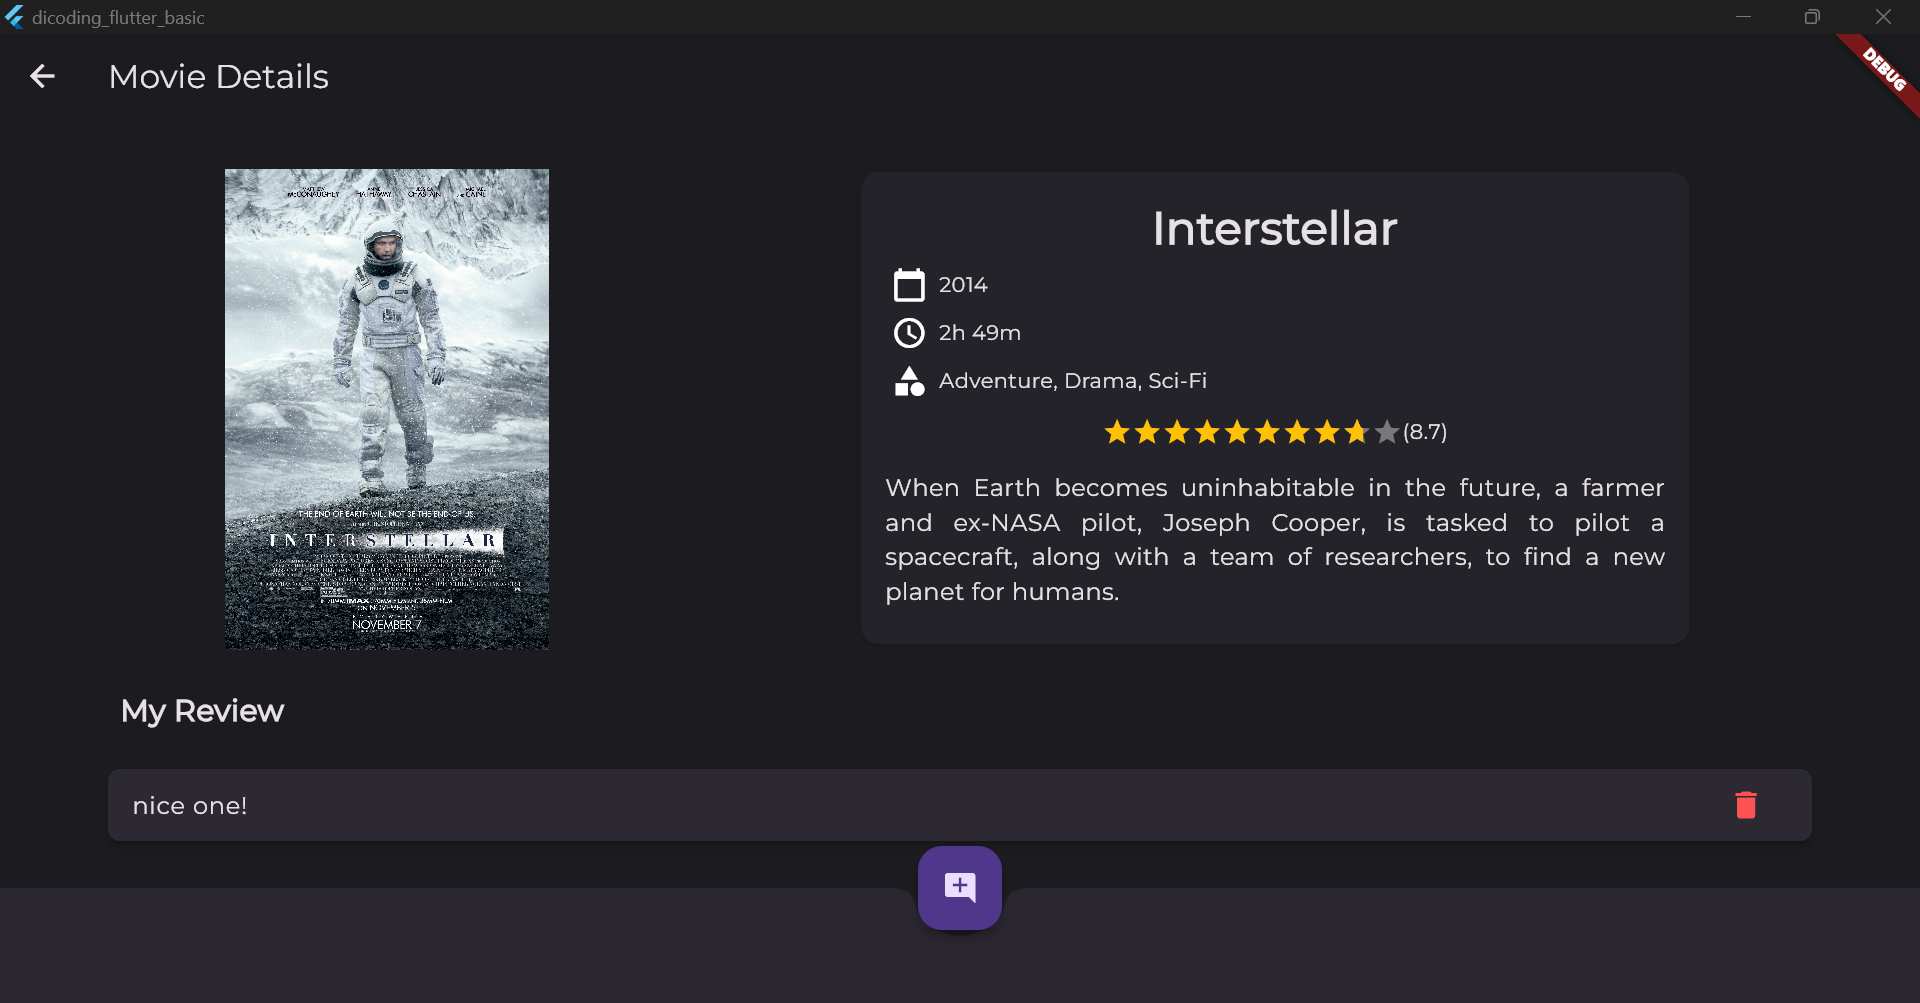 dicoding_flutter_basic
DEBUG
Movie Details
MATTHEW ANNE JESSICA MICHAEL
McCONAUGHEY HATHAWAY CHASTAIN CAINE
THE END OF EARTH WILL NOT BE THE END OF US.
INTERSTELLAR
ON NOVEMBER 5
NOVEMBER 7
Interstellar
2014
2h 49m
Adventure, Drama, Sci-Fi
(8.7)
When Earth becomes uninhabitable in the future, a farmer
and ex-NASA pilot, Joseph Cooper, is tasked to pilot a
spacecraft, along with a team of researchers, to find a new
planet for humans.
My Review
nice one!